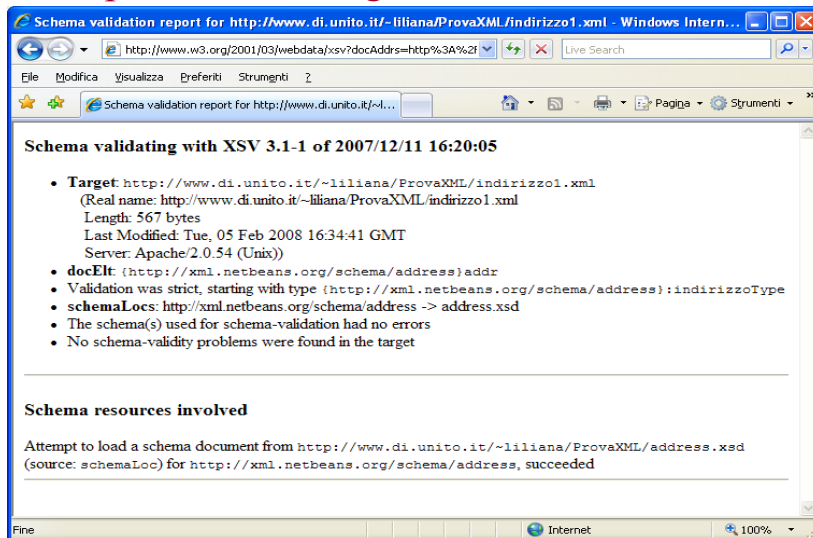 Schema validation report for http://www.di.unito.it/~liliana/ProvaXML/indirizzo1.xml - Windows Intern...
http://www.w3.org/2001/03/webdata/xsv?docAddrs=http%3A%2F
Live Search
File Modifica Visualizza Preferiti Strumenti ?
Schema validation report for http://www.di.unito.it/~l...
Pagina
Strumenti
»
Schema validating with XSV 3.1-1 of 2007/12/11 16:20:05
• Target: http://www.di.unito.it/~liliana/ProvaXML/indirizzo1.xml
(Real name: http://www.di.unito.it/~liliana/ProvaXML/indirizzo1.xml
Length: 567 bytes
Last Modified: Tue, 05 Feb 2008 16:34:41 GMT
Server: Apache/2.0.54 (Unix))
• docElt: {http://xml.netbeans.org/schema/address}addr
• Validation was strict, starting with type {http://xml.netbeans.org/schema/address}:indirizzoType
• schemaLocs: http://xml.netbeans.org/schema/address -> address.xsd
• The schema(s) used for schema-validation had no errors
• No schema-validity problems were found in the target
Schema resources involved
Attempt to load a schema document from http://www.di.unito.it/~liliana/ProvaXML/address.xsd
(source: schemaLoc) for http://xml.netbeans.org/schema/address, succeeded
Fine
Internet
100%